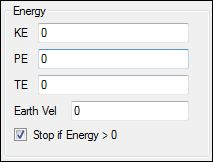 Energy
KE 0
PE 0
TE 0
Earth Vel 0
Stop if Energy > 0